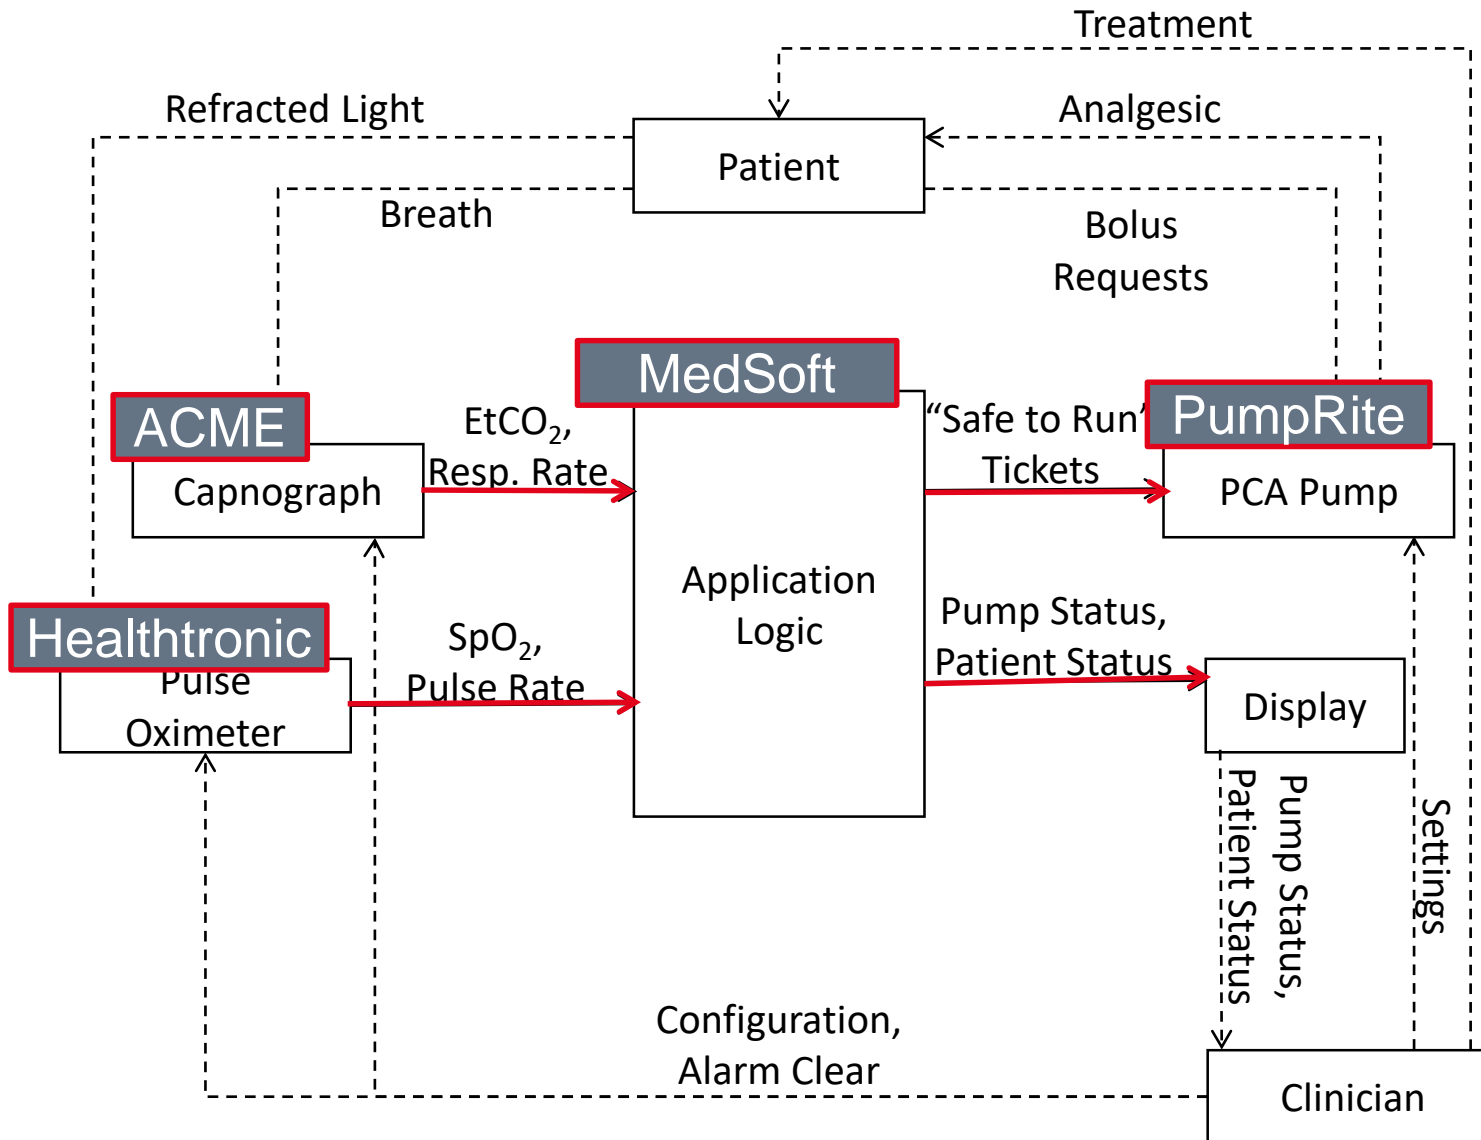 Treatment
Refracted Light
Analgesic
Patient
Breath
Bolus
Requests
MedSoft
ACME
EtCO₂,
Resp. Rate
“Safe to Run”
Tickets
PumpRite
Capnograph
PCA Pump
Application
Logic
Healthtronic
Pulse
Oximeter
SpO₂,
Pulse Rate
Pump Status,
Patient Status
Display
Pump Status,
Patient Status
Settings
Configuration,
Alarm Clear
Clinician